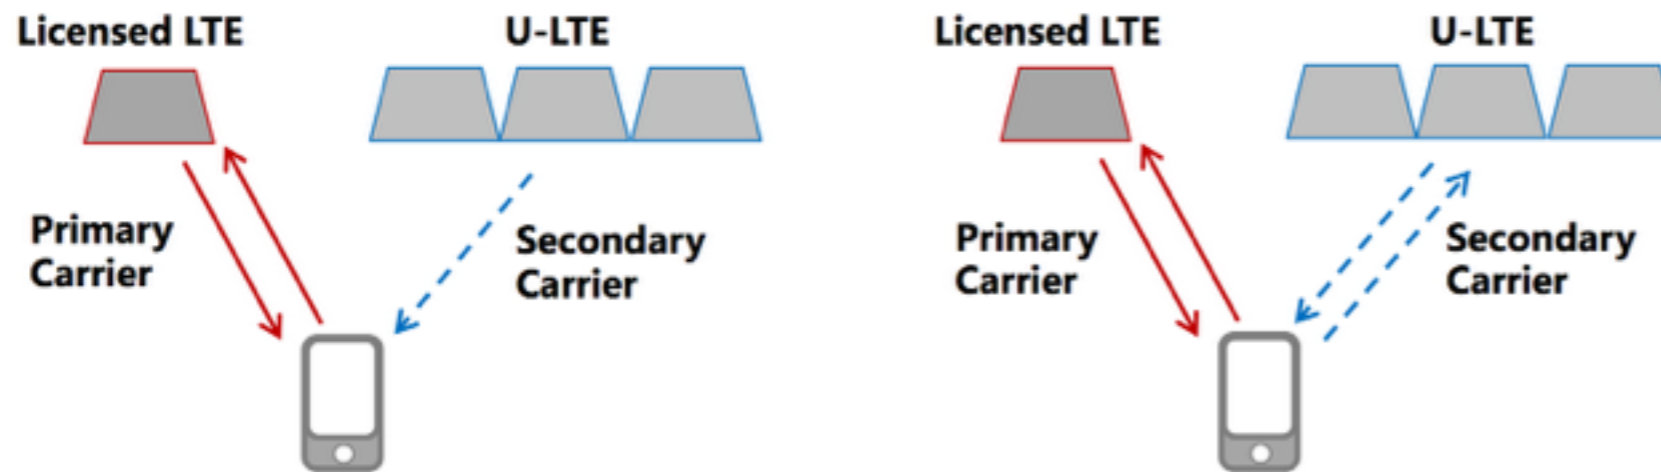 Licensed LTE
U-LTE
Primary
Carrier
Secondary
Carrier
Licensed LTE
U-LTE
Primary
Carrier
Secondary
Carrier